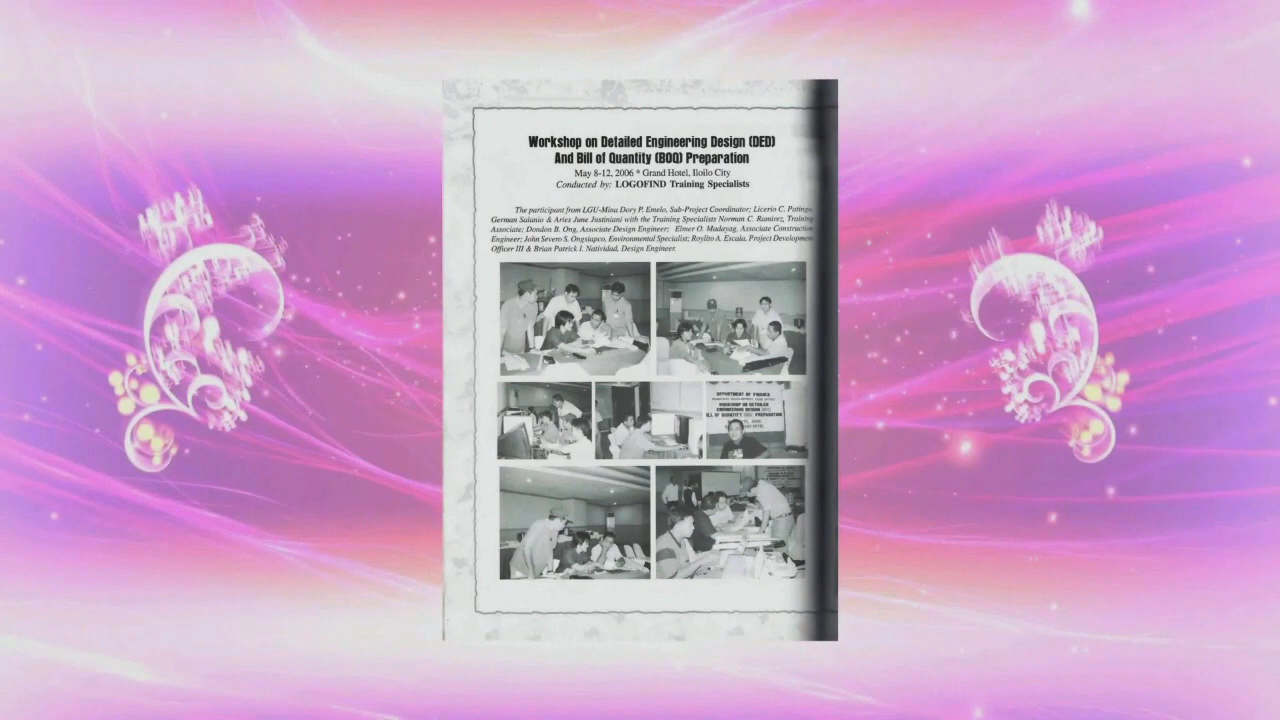 Workshop on Detailed Engineering Design (DED)
And Bill of Quantity (BOQ) Preparation
May 8-12, 2006 * Grand Hotel, Iloilo City
Conducted by: LOGOFIND Training Specialists
The participant from LGU-Mina Dory P. Emelo, Sub-Project Coordinator; Licerio C. Patingo,
German Salanio & Aries June Justiniani with the Training Specialists Norman C. Ramirez, Training
Associate; Dondon B. Ong, Associate Design Engineer; Elmer O. Madayag, Associate Construction
Engineer; John Severo S. Ongsiapco, Environmental Specialist; Roylito A. Escala, Project Development
Officer III & Brian Patrick I. Natividad, Design Engineer.
DEPARTMENT OF FINANCE
WORKSHOP ON DETAILED
ENGINEERING DESIGN
BILL OF QUANTITY PREPARATION